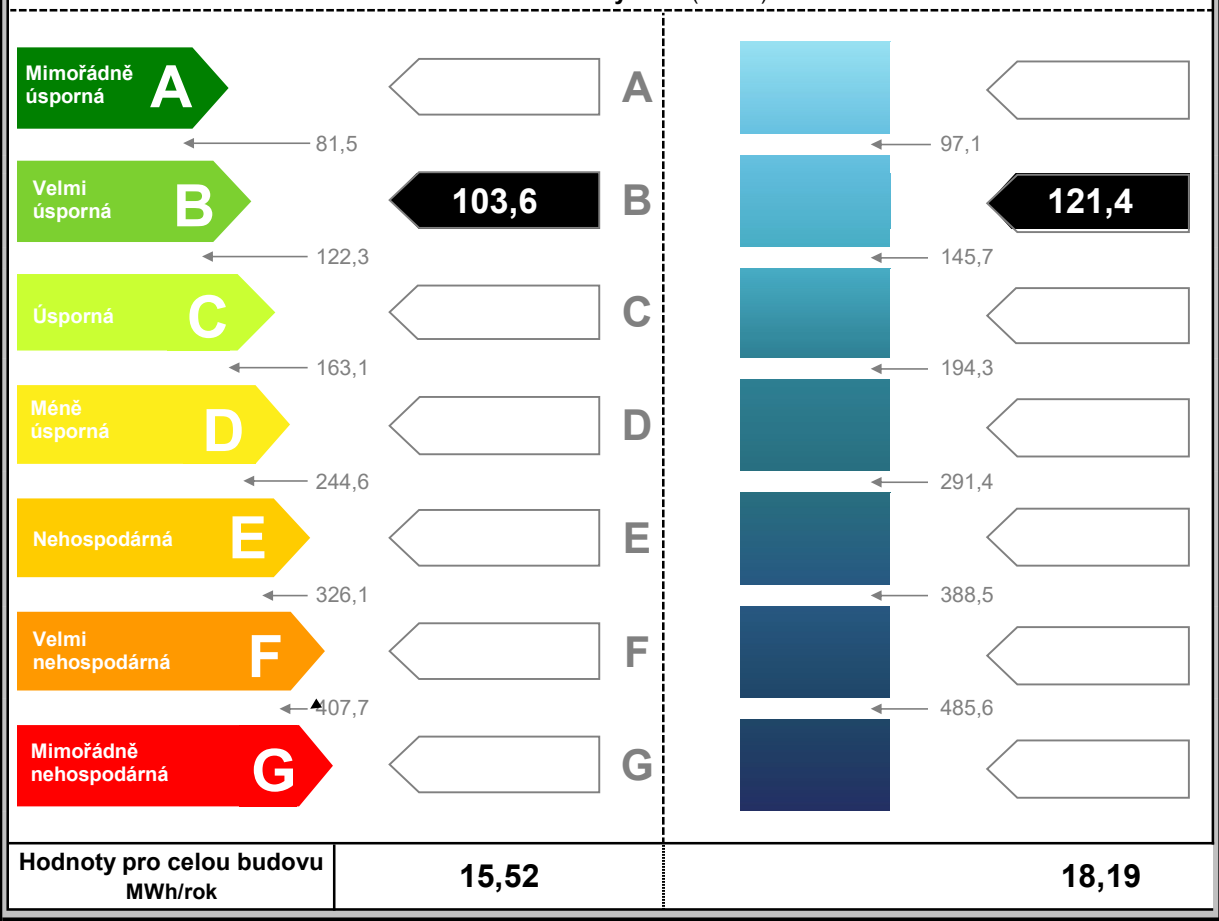 Mimořádně
úsporná
A
A
81,5
97,1
Velmi
úsporná
B
103,6
B
121,4
122,3
145,7
Úsporná
C
C
163,1
194,3
Méně
úsporná
D
D
244,6
291,4
Nehospodárná
E
E
326,1
388,5
Velmi
nehospodárná
F
F
407,7
485,6
Mimořádně
nehospodárná
G
G
Hodnoty pro celou budovu
MWh/rok
15,52
18,19